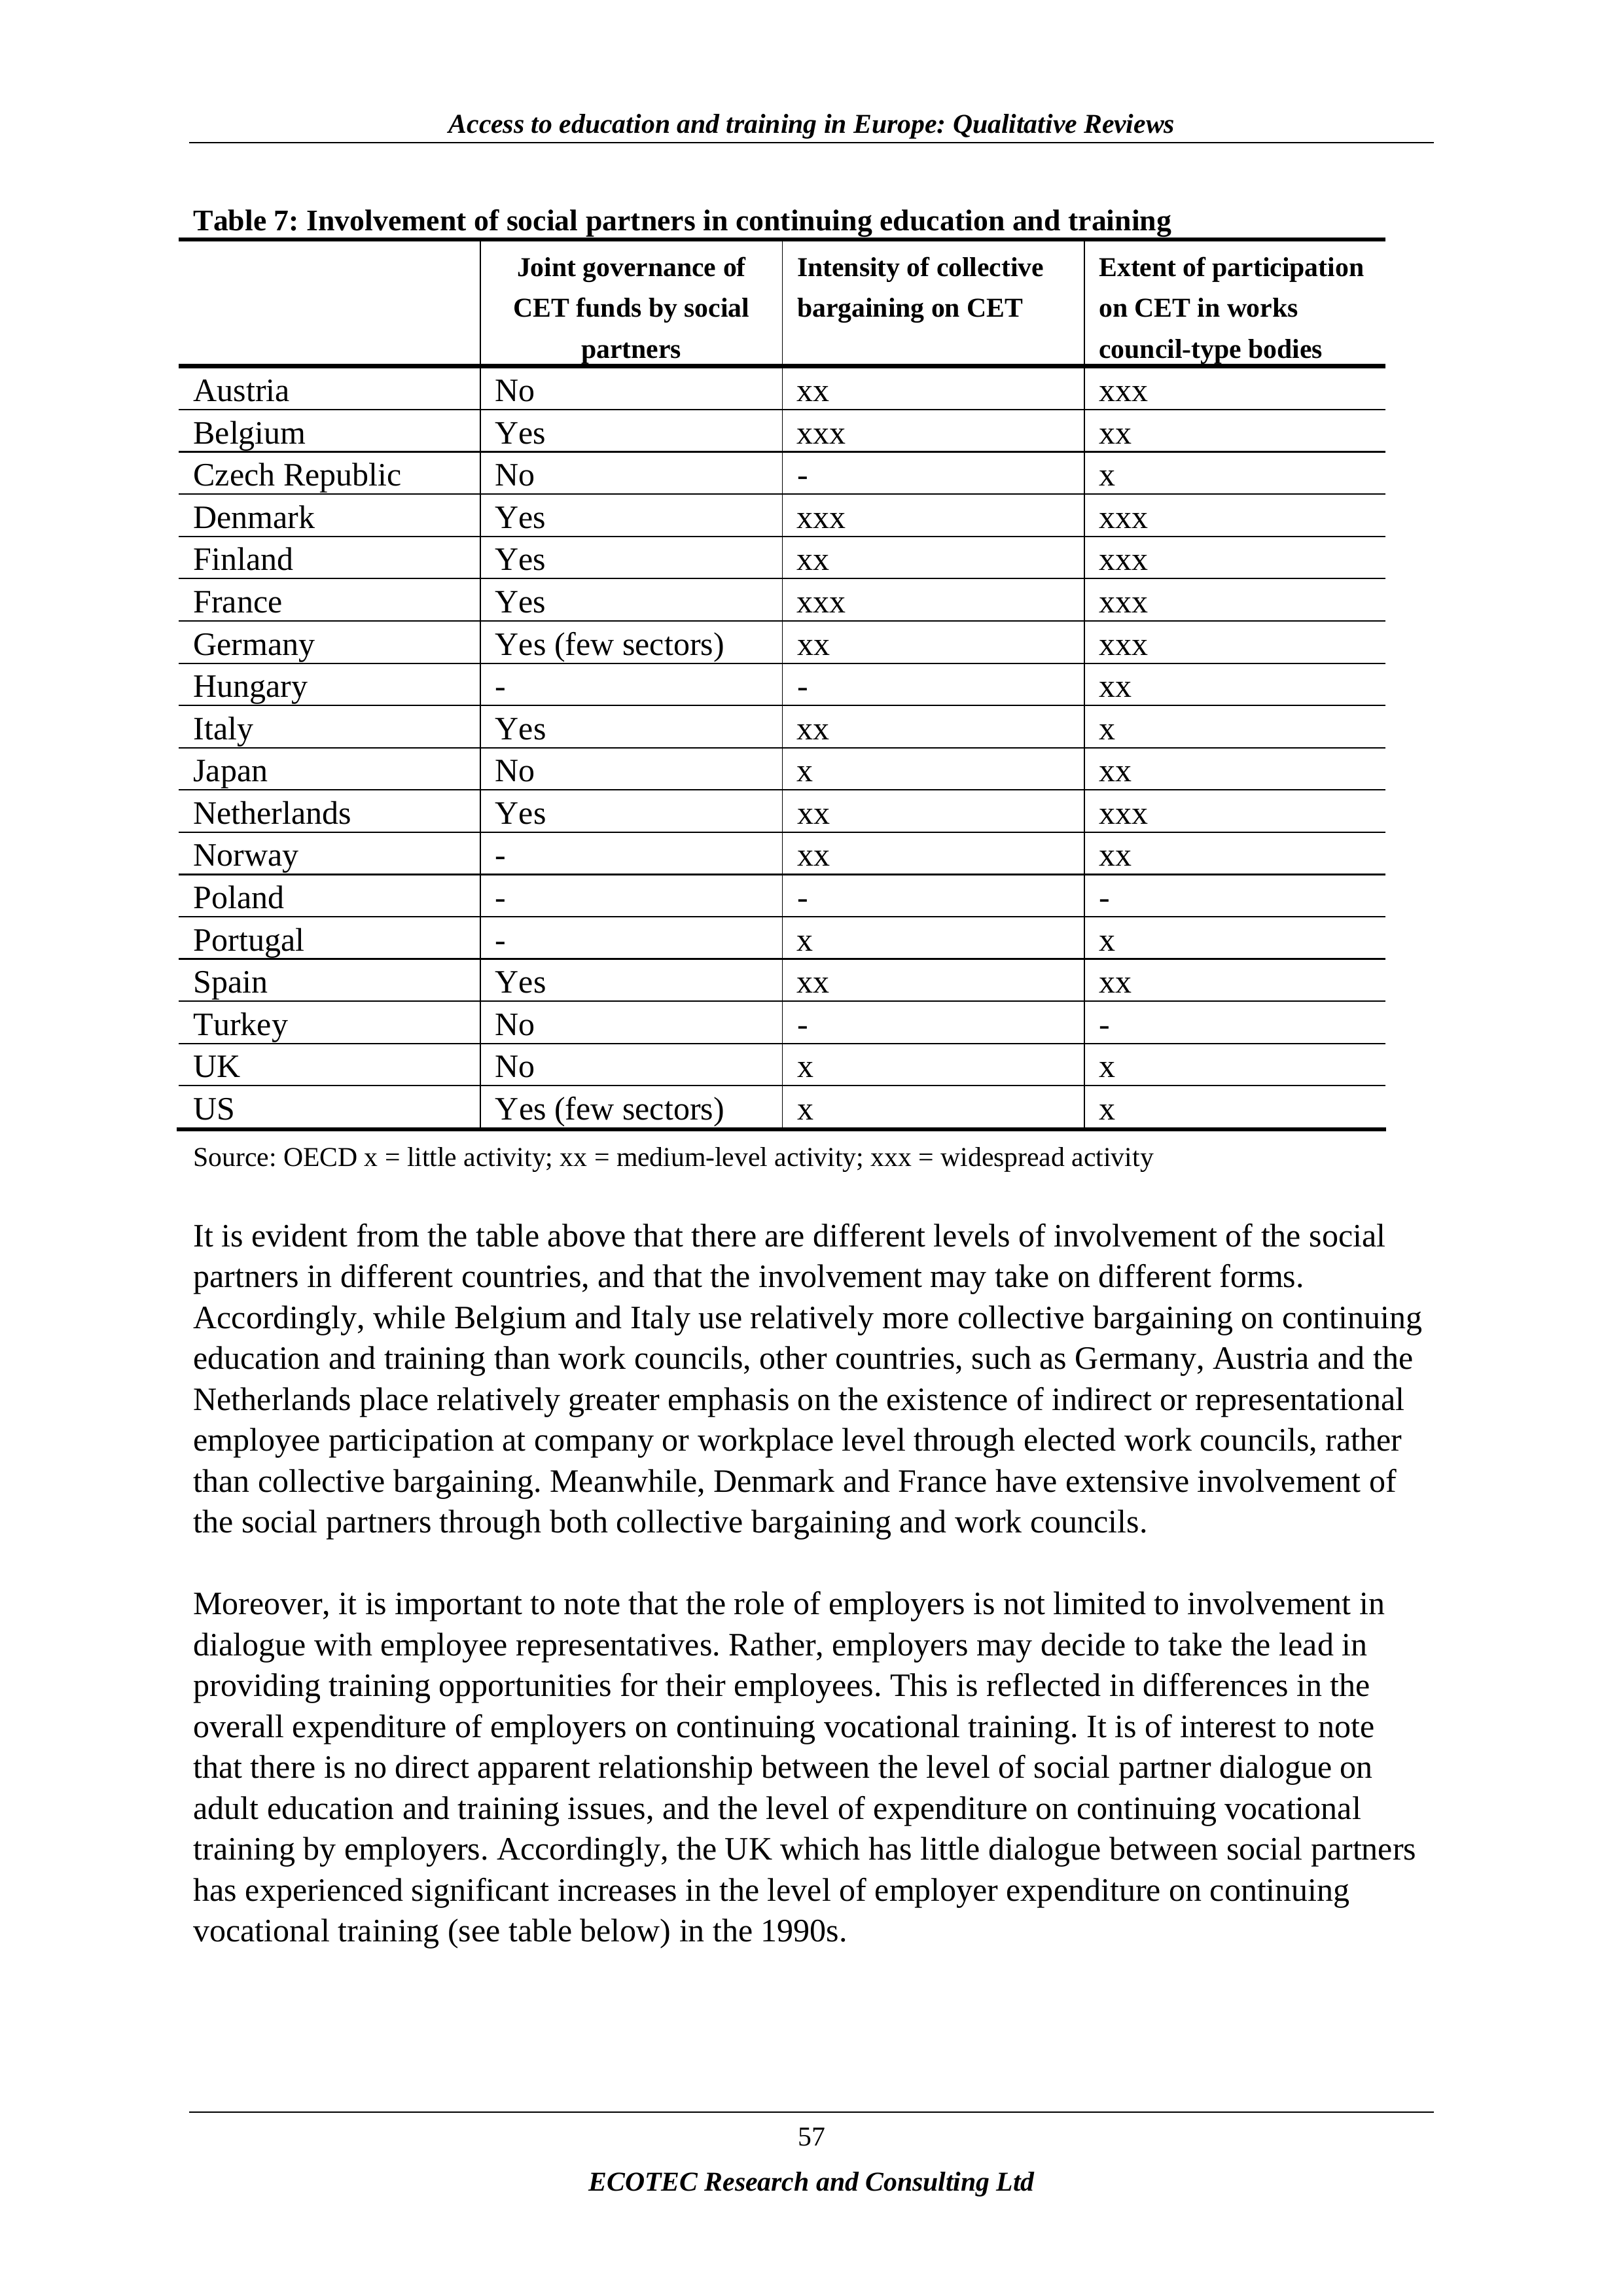 Access to education and training in Europe: Qualitative Reviews
Table 7: Involvement of social partners in continuing education and training
Joint governance of CET funds by social partners | Intensity of collective bargaining on CET | Extent of participation on CET in works council-type bodies
Austria No xx xxx
Belgium Yes xxx xx
Czech Republic No - x
Denmark Yes xxx xxx
Finland Yes xx xxx
France Yes xxx xxx
Germany Yes (few sectors) xx xxx
Hungary - - xx
Italy Yes xx x
Japan No x xx
Netherlands Yes xx xxx
Norway - xx xx
Poland - - -
Portugal - x x
Spain Yes xx xx
Turkey No - -
UK No x x
US Yes (few sectors) x x
Source: OECD x = little activity; xx = medium-level activity; xxx = widespread activity
It is evident from the table above that there are different levels of involvement of the social
partners in different countries, and that the involvement may take on different forms.
Accordingly, while Belgium and Italy use relatively more collective bargaining on continuing
education and training than work councils, other countries, such as Germany, Austria and the
Netherlands place relatively greater emphasis on the existence of indirect or representational
employee participation at company or workplace level through elected work councils, rather
than collective bargaining. Meanwhile, Denmark and France have extensive involvement of
the social partners through both collective bargaining and work councils.
Moreover, it is important to note that the role of employers is not limited to involvement in
dialogue with employee representatives. Rather, employers may decide to take the lead in
providing training opportunities for their employees. This is reflected in differences in the
overall expenditure of employers on continuing vocational training. It is of interest to note
that there is no direct apparent relationship between the level of social partner dialogue on
adult education and training issues, and the level of expenditure on continuing vocational
training by employers. Accordingly, the UK which has little dialogue between social partners
has experienced significant increases in the level of employer expenditure on continuing
vocational training (see table below) in the 1990s.
57
ECOTEC Research and Consulting Ltd